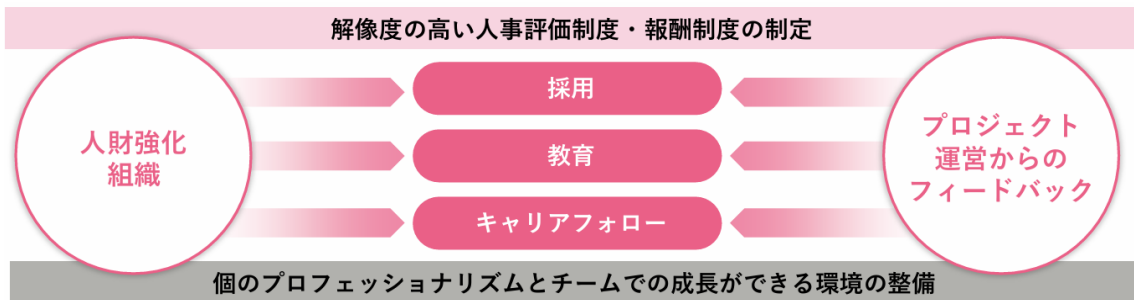 解像度の高い人事評価制度・報酬制度の制定
人財強化
組織
採用
教育
キャリアフォロー
プロジェクト
運営からの
フィードバック
個のプロフェッショナリズムとチームでの成長ができる環境の整備